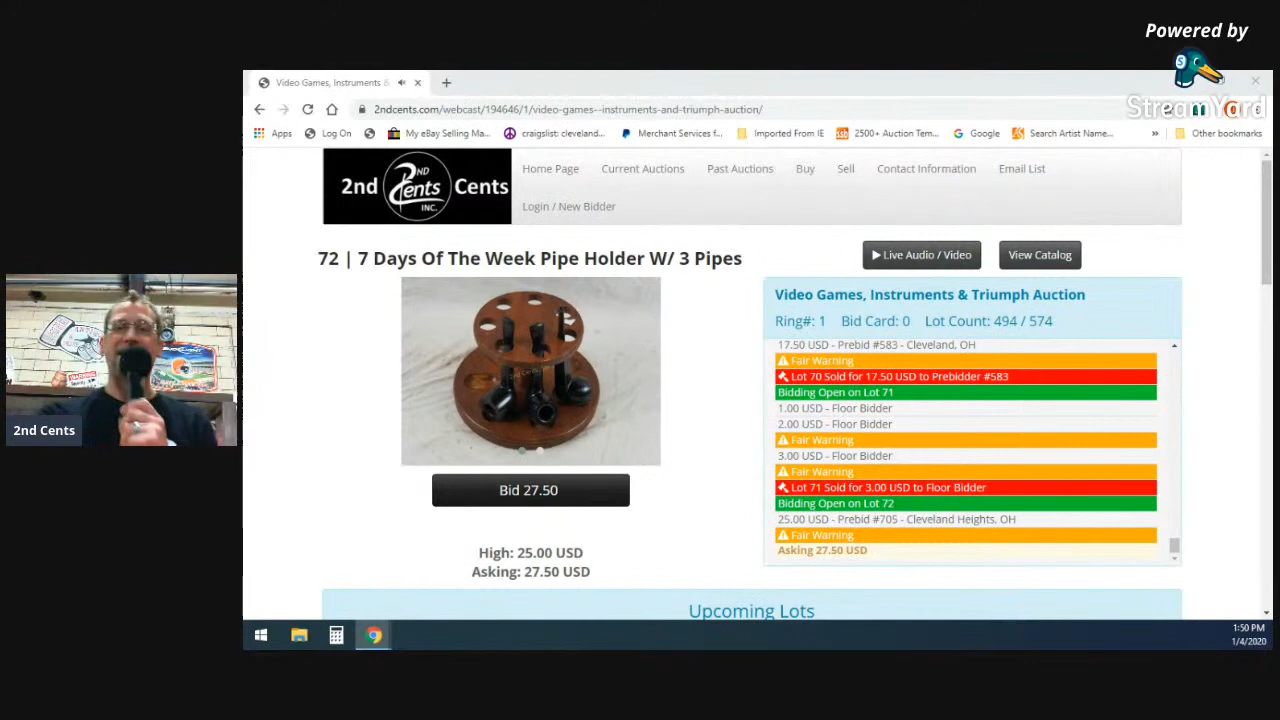 Powered by
StreamYard
Video Games, Instruments &
2ndcents.com/webcast/194646/1/video-games--instruments-and-triumph-auction/
Apps
Log On
My eBay Selling Ma...
craigslist: cleveland...
Merchant Services f...
Imported From IE
2500+ Auction Tem...
Google
Search Artist Name...
»
Other bookmarks
2nd 2ND Cents INC. Cents
Home Page
Current Auctions
Past Auctions
Buy
Sell
Contact Information
Email List
Login / New Bidder
72 | 7 Days Of The Week Pipe Holder W/ 3 Pipes
Live Audio / Video
View Catalog
Bid 27.50
High: 25.00 USD
Asking: 27.50 USD
Video Games, Instruments & Triumph Auction
Ring#: 1 Bid Card: 0 Lot Count: 494 / 574
17.50 USD - Prebid #583 - Cleveland, OH
Fair Warning
Lot 70 Sold for 17.50 USD to Prebidder #583
Bidding Open on Lot 71
1.00 USD - Floor Bidder
2.00 USD - Floor Bidder
Fair Warning
3.00 USD - Floor Bidder
Fair Warning
Lot 71 Sold for 3.00 USD to Floor Bidder
Bidding Open on Lot 72
25.00 USD - Prebid #705 - Cleveland Heights, OH
Fair Warning
Asking 27.50 USD
Upcoming Lots
BUD LIGHT
WARNING
2nd Cents
1:50 PM
1/4/2020